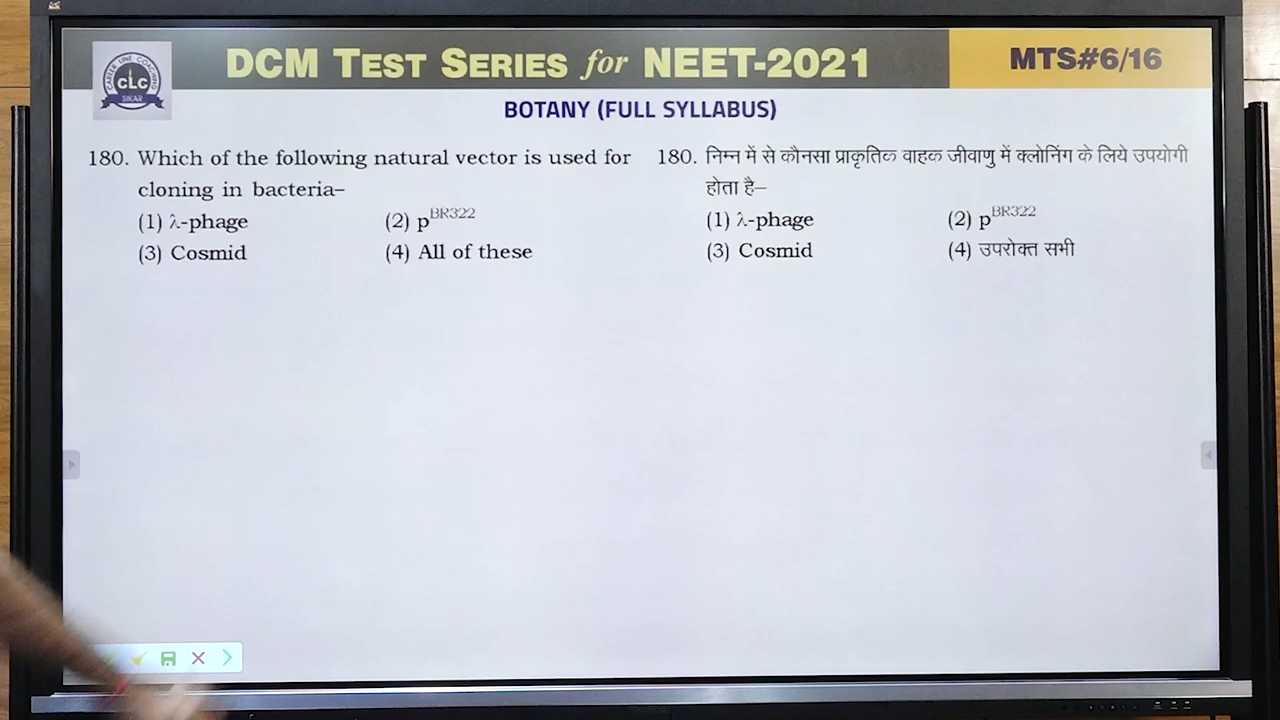 DCM TEST SERIES for NEET-2021
MTS#6/16
CLC
SIKAR
BOTANY (FULL SYLLABUS)
180. Which of the following natural vector is used for
cloning in bacteria–
(1) λ-phage (2) pBR322
(3) Cosmid (4) All of these
180. निम्न में से कौनसा प्राकृतिक वाहक जीवाणु में क्लोनिंग के लिये उपयोगी
होता है–
(1) λ-phage (2) pBR322
(3) Cosmid (4) उपरोक्त सभी